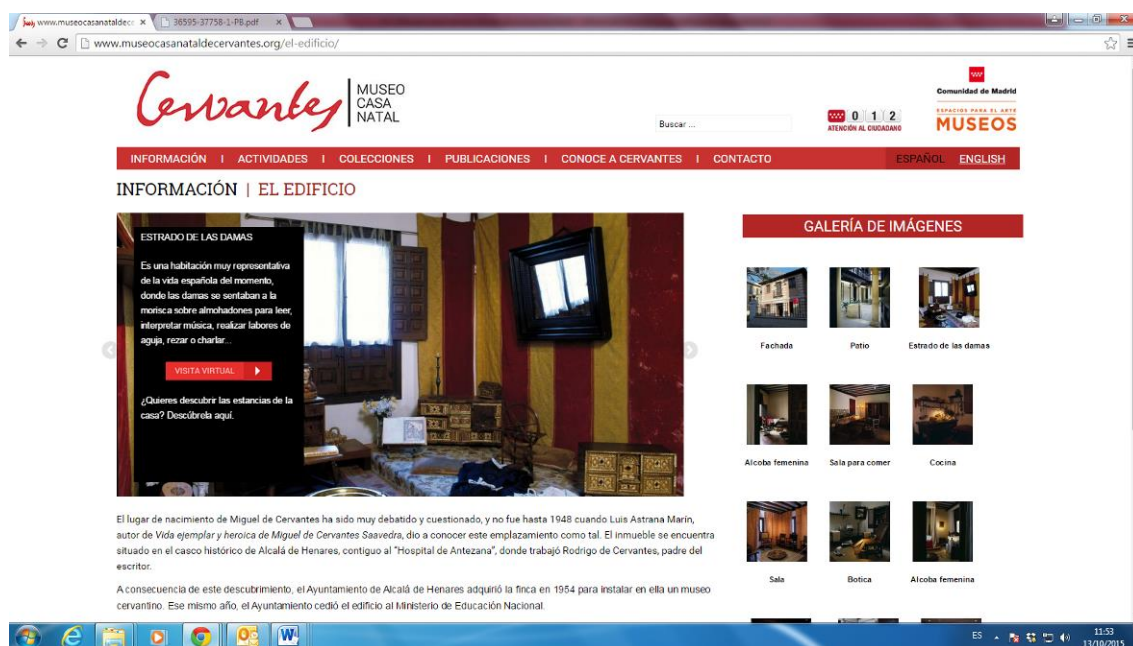 www.museocasanataldece
36595-37758-1-PB.pdf
www.museocasanataldecervantes.org/el-edificio/
Cervantes
MUSEO
CASA
NATAL
Buscar ...
0 1 2
ATENCIÓN AL CIUDADANO
Comunidad de Madrid
ESPACIOS PARA EL ARTE
MUSEOS
INFORMACIÓN I ACTIVIDADES I COLECCIONES I PUBLICACIONES I CONOCE A CERVANTES I CONTACTO
ESPAÑOL ENGLISH
INFORMACIÓN | EL EDIFICIO
ESTRADO DE LAS DAMAS
Es una habitación muy representativa
de la vida española del momento,
donde las damas se sentaban a la
morisca sobre almohadones para leer,
interpretar música, realizar labores de
aguja, rezar o charlar...
VISITA VIRTUAL
¿Quieres descubrir las estancias de la
casa? Descúbrela aquí.
GALERÍA DE IMÁGENES
Fachada Patio Estrado de las damas
Alcoba femenina Sala para comer Cocina
Sala Botica Alcoba femenina
El lugar de nacimiento de Miguel de Cervantes ha sido muy debatido y cuestionado, y no fue hasta 1948 cuando Luis Astrana Marín,
autor de Vida ejemplar y heroica de Miguel de Cervantes Saavedra, dio a conocer este emplazamiento como tal. El inmueble se encuentra
situado en el casco histórico de Alcalá de Henares, contiguo al "Hospital de Antezana", donde trabajó Rodrigo de Cervantes, padre del
escritor.
A consecuencia de este descubrimiento, el Ayuntamiento de Alcalá de Henares adquirió la finca en 1954 para instalar en ella un museo
cervantino. Ese mismo año, el Ayuntamiento cedió el edificio al Ministerio de Educación Nacional.
ES
11:53
13/10/2015